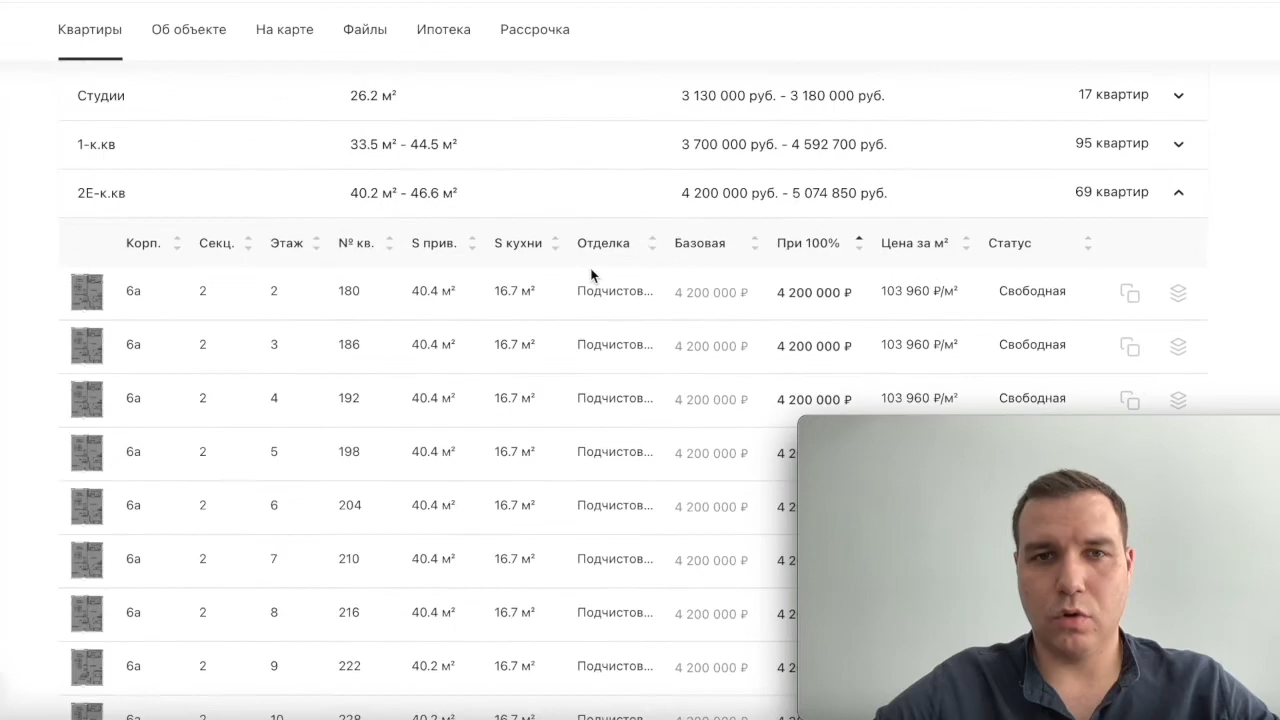 Квартиры Об объекте На карте Файлы Ипотека Рассрочка
Студии 26.2 м² 3 130 000 руб. - 3 180 000 руб. 17 квартир
1-к.кв 33.5 м² - 44.5 м² 3 700 000 руб. - 4 592 700 руб. 95 квартир
2Е-к.кв 40.2 м² - 46.6 м² 4 200 000 руб. - 5 074 850 руб. 69 квартир
Корп. Секц. Этаж № кв. S прив. S кухни Отделка Базовая При 100% Цена за м² Статус
6а 2 2 180 40.4 м² 16.7 м² Подчистов... 4 200 000 ₽ 4 200 000 ₽ 103 960 ₽/м² Свободная
6а 2 3 186 40.4 м² 16.7 м² Подчистов... 4 200 000 ₽ 4 200 000 ₽ 103 960 ₽/м² Свободная
6а 2 4 192 40.4 м² 16.7 м² Подчистов... 4 200 000 ₽ 4 200 000 ₽ 103 960 ₽/м² Свободная
6а 2 5 198 40.4 м² 16.7 м² Подчистов... 4 200 000 ₽ 4 2
6а 2 6 204 40.4 м² 16.7 м² Подчистов... 4 200 000 ₽ 4 2
6а 2 7 210 40.4 м² 16.7 м² Подчистов... 4 200 000 ₽ 4 2
6а 2 8 216 40.4 м² 16.7 м² Подчистов... 4 200 000 ₽ 4 2
6а 2 9 222 40.2 м² 16.7 м² Подчистов... 4 200 000 ₽ 4 2